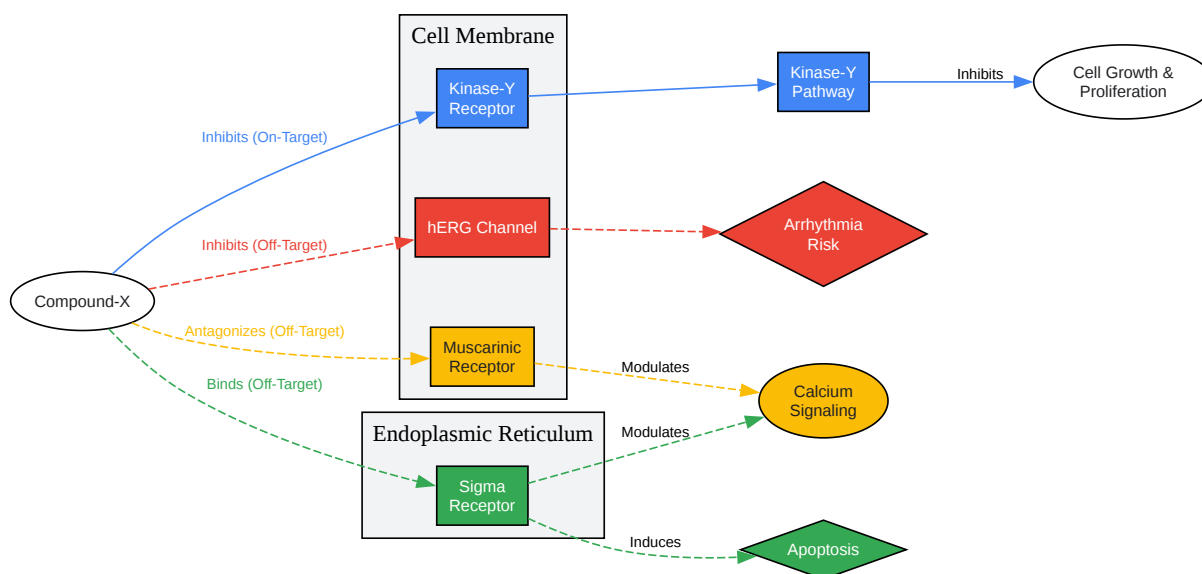 Cell Membrane
Kinase-Y
Receptor
Kinase-Y
Pathway
Inhibits
Cell Growth &
Proliferation
Inhibits (On-Target)
hERG Channel
Arrhythmia
Risk
Inhibits (Off-Target)
Compound-X
Antagonizes (Off-Target)
Muscarinic
Receptor
Modulates
Calcium
Signaling
Binds (Off-Target)
Endoplasmic Reticulum
Modulates
Sigma
Receptor
Induces
Apoptosis